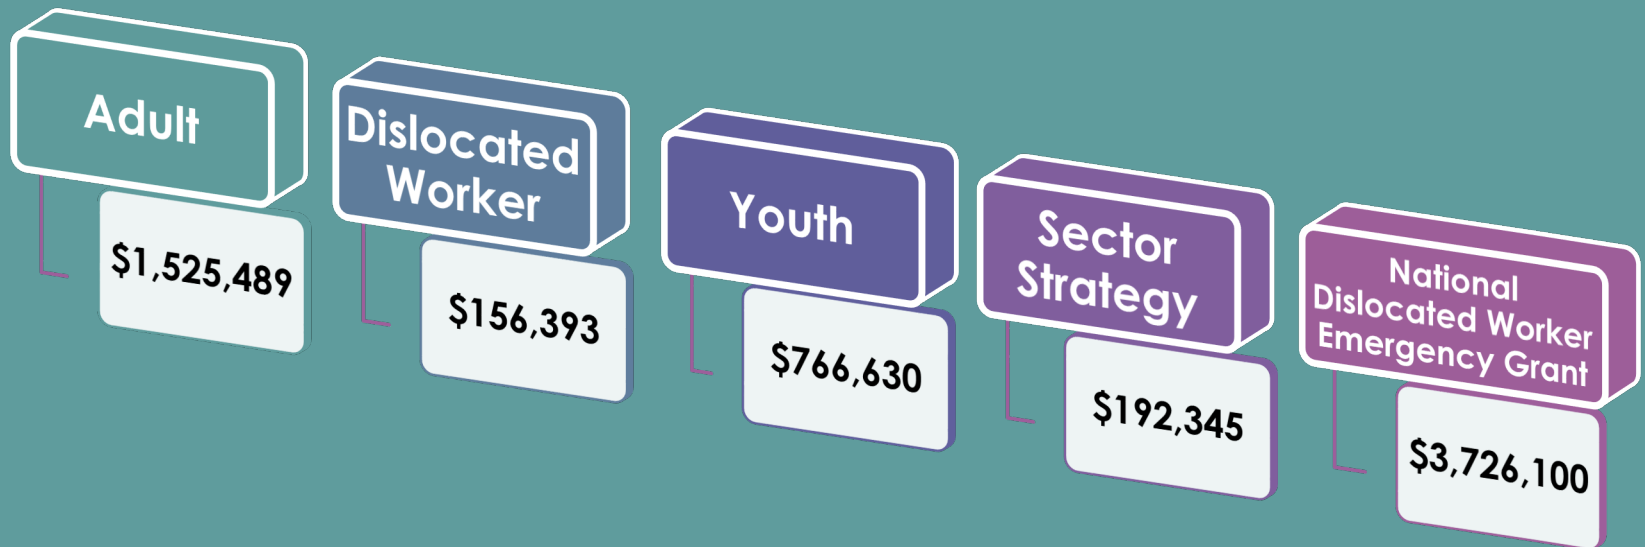 Adult
$1,525,489
Dislocated
Worker
$156,393
Youth
$766,630
Sector
Strategy
$192,345
National
Dislocated Worker
Emergency Grant
$3,726,100